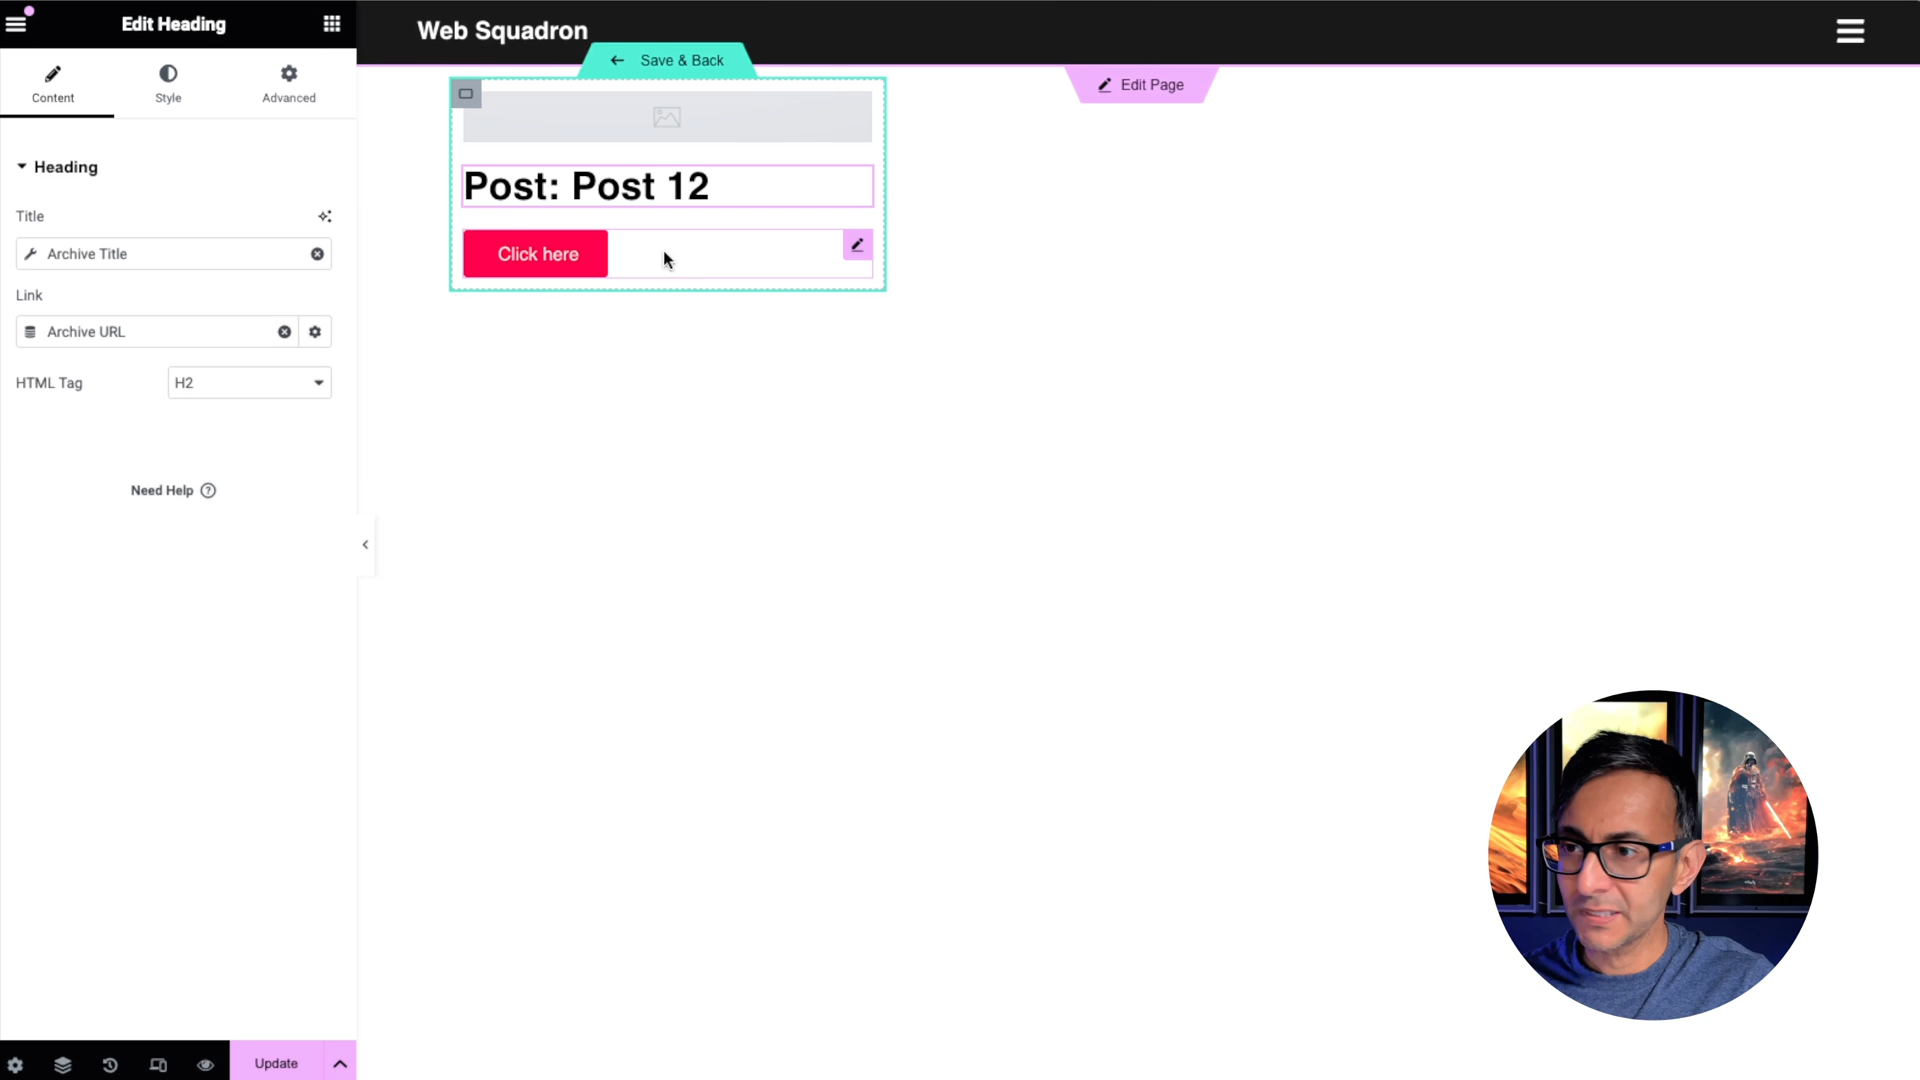 Edit Heading
Web Squadron
Save & Back
Edit Page
Content
Style
Advanced
Heading
Post: Post 12
Title
Archive Title
Click here
Link
Archive URL
HTML Tag
H2
Need Help
Update